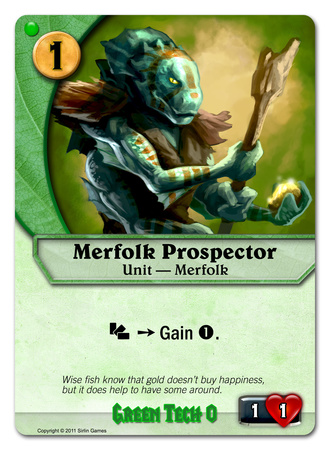 1
Merfolk Prospector
Unit — Merfolk
→ Gain ❶.
Wise fish know that gold doesn't buy happiness,
but it does help to have some around.
Green Tech 0
1 1
Copyright © 2011 Sirlin Games